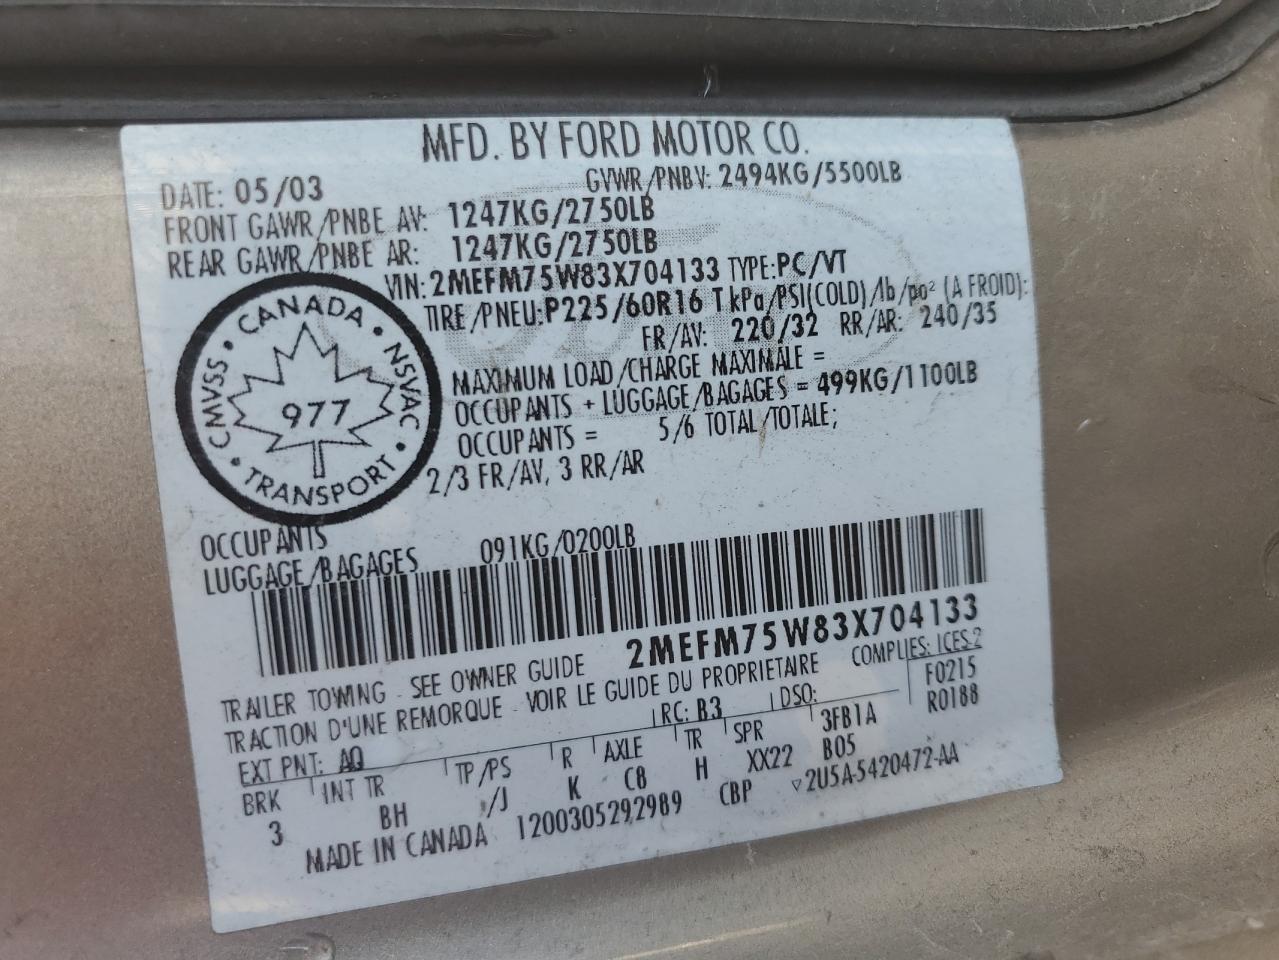 MFD. BY FORD MOTOR CO.
DATE: 05/03 GVWR/PNBV: 2494KG/5500LB
FRONT GAWR/PNBE AV: 1247KG/2750LB
REAR GAWR/PNBE AR: 1247KG/2750LB
VIN: 2MEFM75W83X704133 TYPE: PC/VT
TIRE/PNEU: P225/60R16 T kPa/PSI(COLD)/lb/po² (A FROID):
FR/AV: 220/32 RR/AR: 240/35
MAXIMUM LOAD/CHARGE MAXIMALE =
OCCUPANTS + LUGGAGE/BAGAGES = 499KG/1100LB
OCCUPANTS = 5/6 TOTAL/TOTALE;
2/3 FR/AV, 3 RR/AR
CANADA • NSVAC • TRANSPORT • CMVSS •
977
OCCUPANTS
LUGGAGE/BAGAGES 091KG/0200LB
2MEFM75W83X704133
TRAILER TOWING - SEE OWNER GUIDE COMPLIES: ICES-2
TRACTION D'UNE REMORQUE - VOIR LE GUIDE DU PROPRIETAIRE F0215
EXT PNT: AQ RC: B3 DSO: R0188
BRK INT TR TP/PS R AXLE TR SPR 3FB1A
3 BH /J K C8 H XX22 B05
MADE IN CANADA 1200305292989 CBP ▽2U5A-5420472-AA